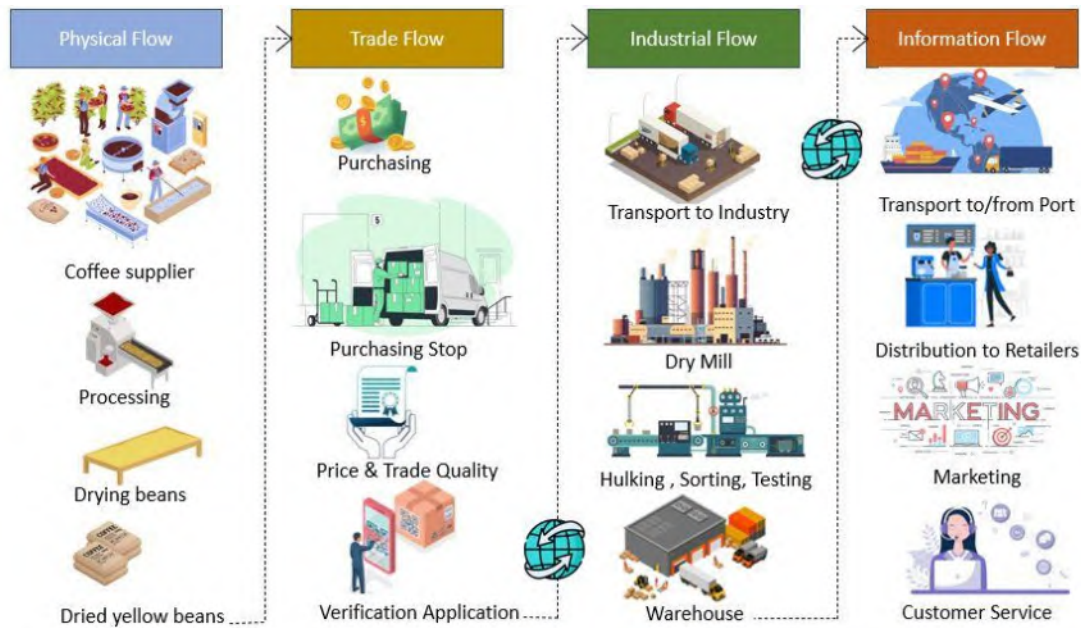 Physical Flow
Coffee supplier
Processing
Drying beans
COFFEE
COFFEE
Dried yellow beans
Trade Flow
$
Purchasing
$
Purchasing Stop
Price & Trade Quality
Verification Application
Industrial Flow
Transport to Industry
Dry Mill
Hulking , Sorting, Testing
Warehouse
Information Flow
Transport to/from Port
Distribution to Retailers
MARKETING
Marketing
Customer Service